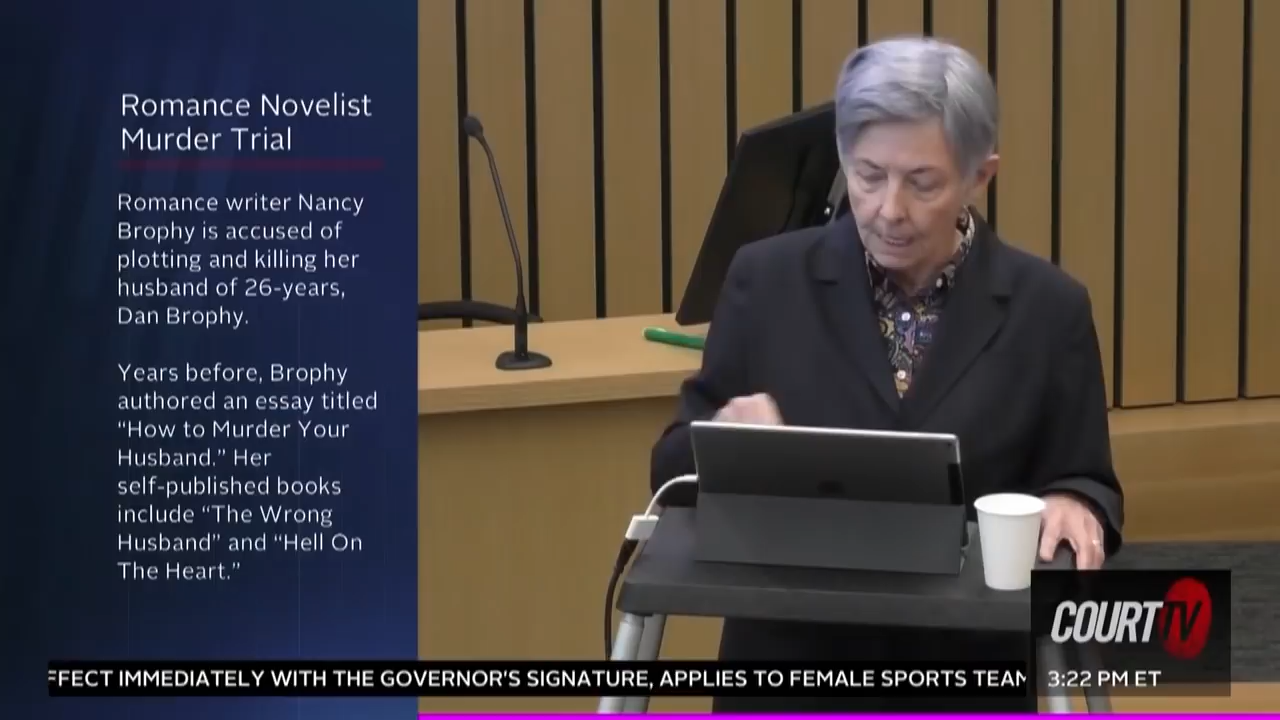 Romance Novelist
Murder Trial
Romance writer Nancy
Brophy is accused of
plotting and killing her
husband of 26-years,
Dan Brophy.
Years before, Brophy
authored an essay titled
“How to Murder Your
Husband.” Her
self-published books
include “The Wrong
Husband” and “Hell On
The Heart.”
COURT TV
FFECT IMMEDIATELY WITH THE GOVERNOR'S SIGNATURE, APPLIES TO FEMALE SPORTS TEAM
3:22 PM ET